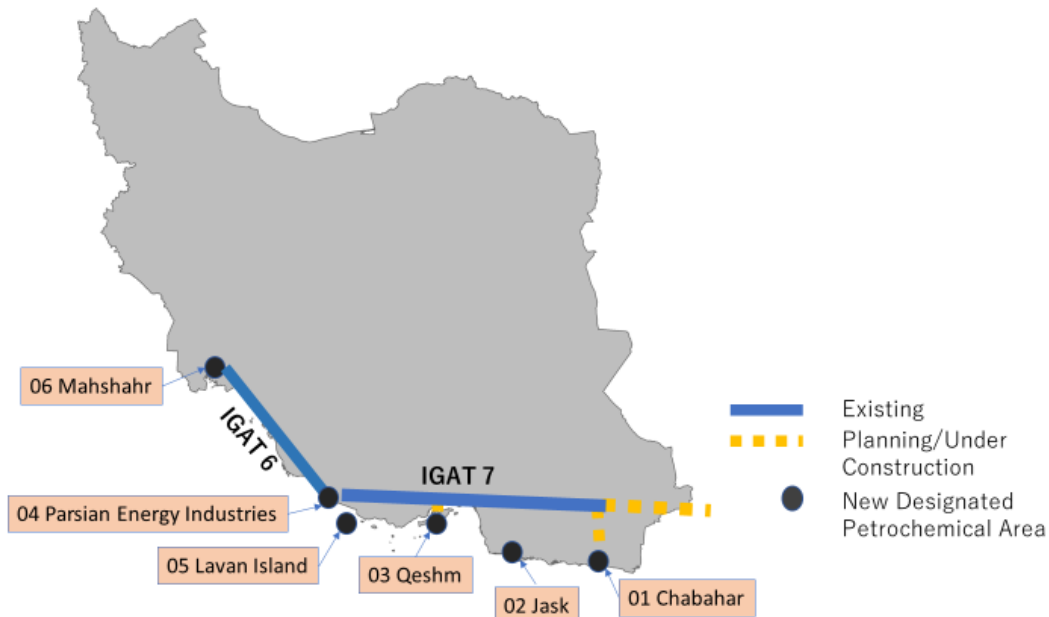 06 Mahshahr
IGAT 6
IGAT 7
04 Parsian Energy Industries
05 Lavan Island
03 Qeshm
02 Jask
01 Chabahar
Existing
Planning/Under
Construction
New Designated
Petrochemical Area